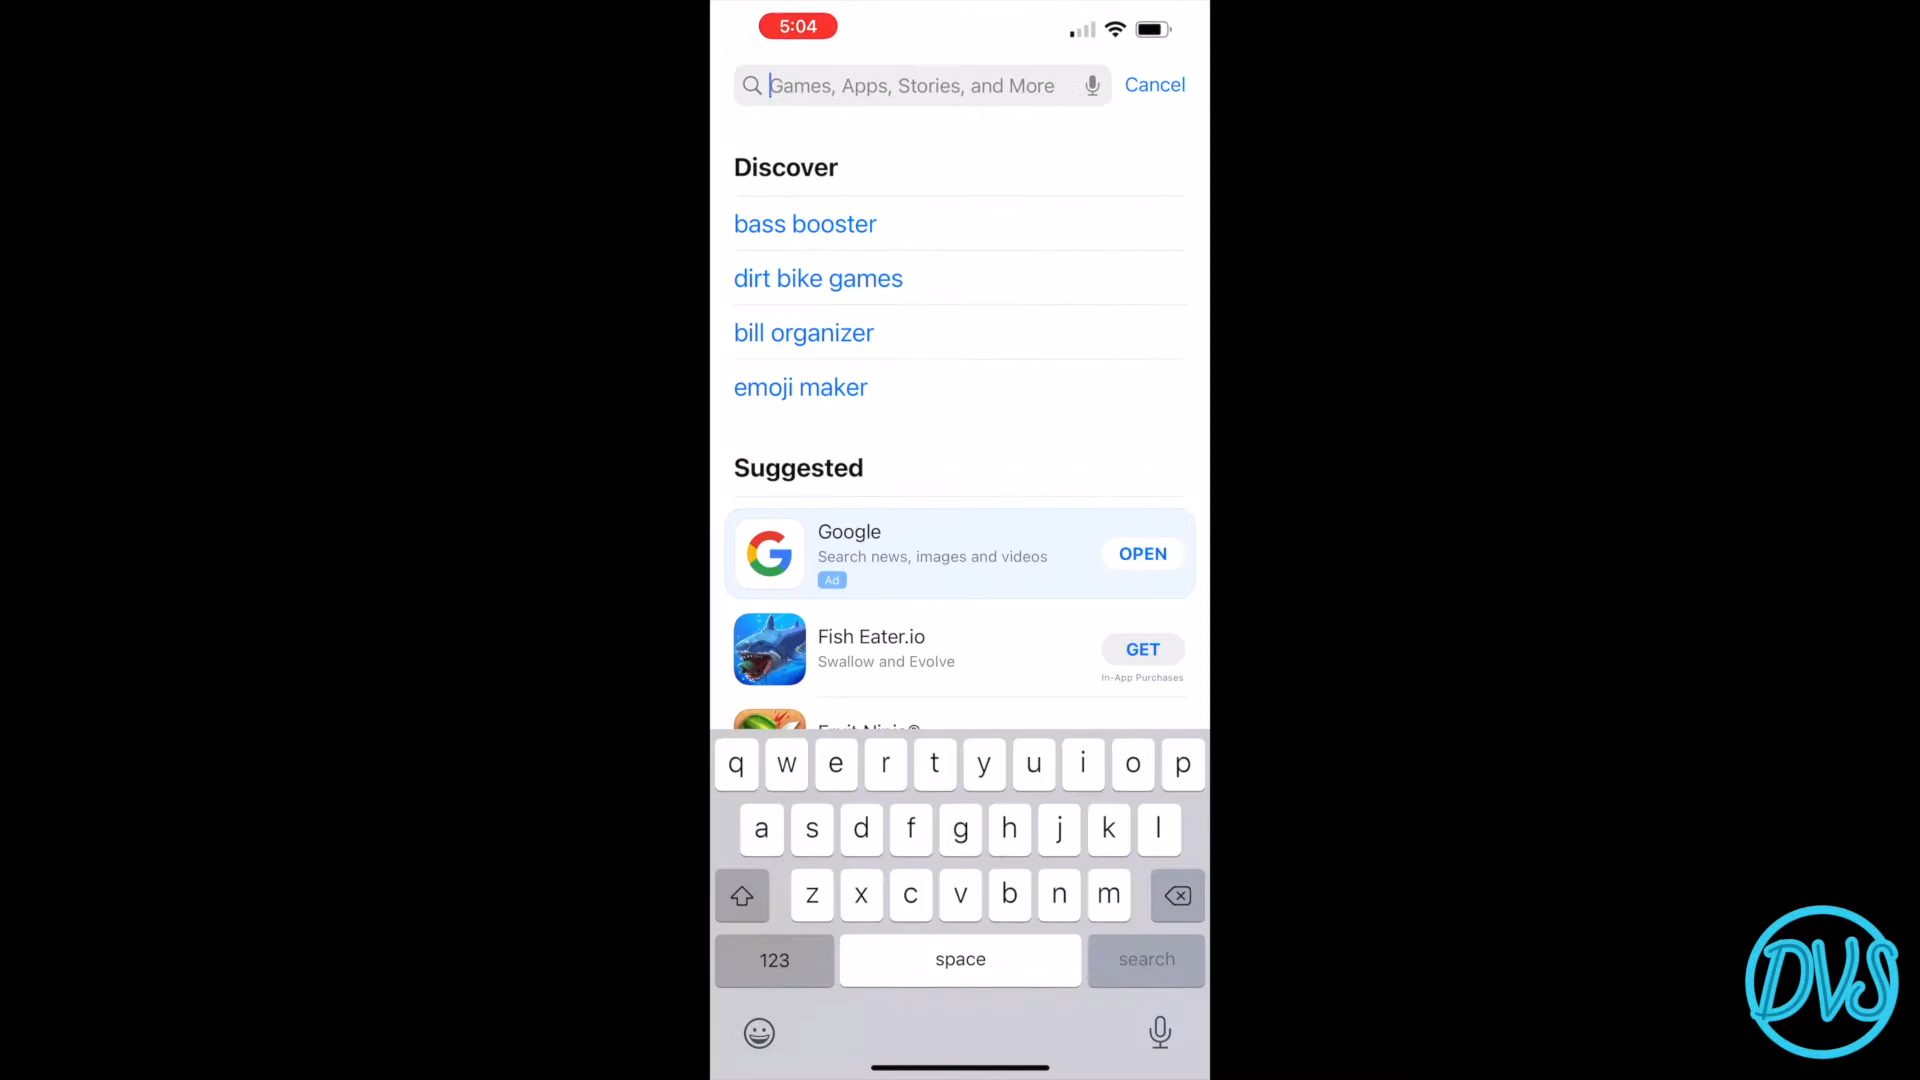 5:04
Games, Apps, Stories, and More
Cancel
Discover
bass booster
dirt bike games
bill organizer
emoji maker
Suggested
Google
Search news, images and videos
Ad
OPEN
Fish Eater.io
Swallow and Evolve
GET
In-App Purchases
q w e r t y u i o p
a s d f g h j k l
z x c v b n m
123 space search
DVS